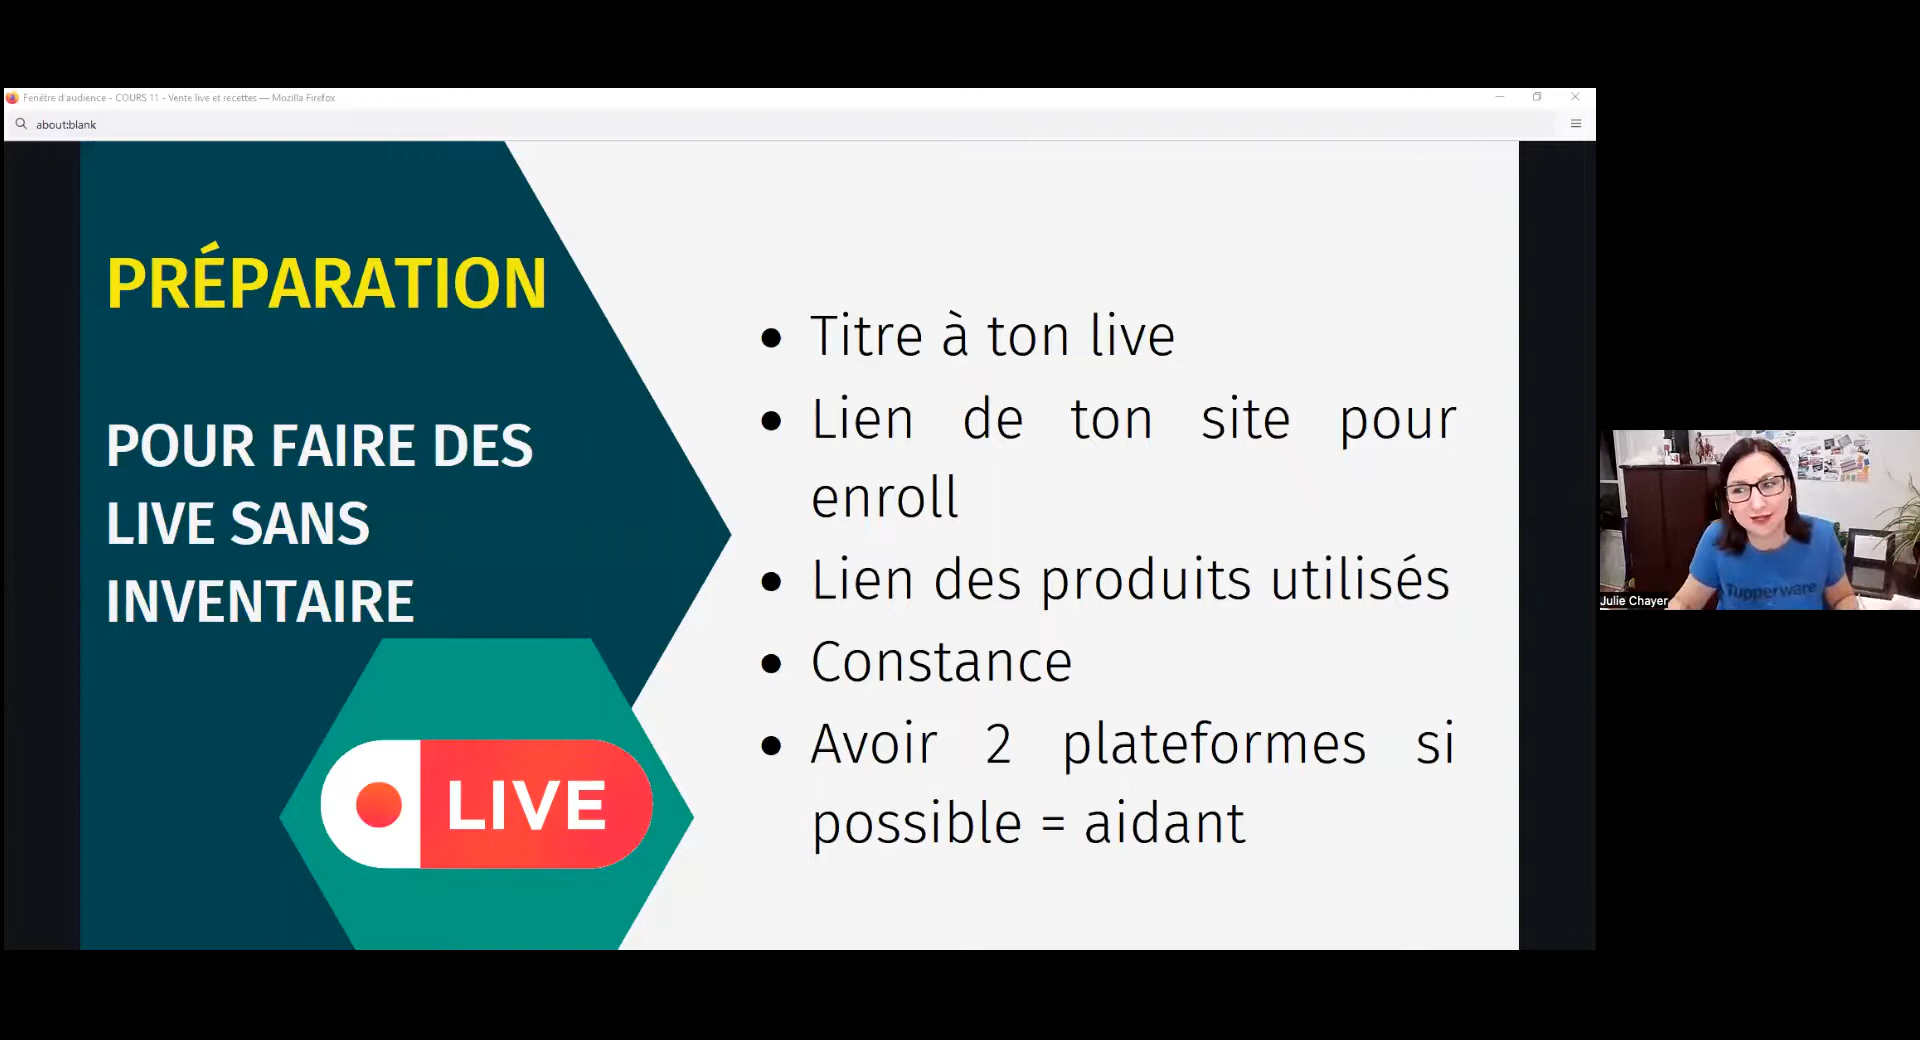 Fenêtre d'audience - COURS 11 - Vente live et recettes — Mozilla Firefox
about:blank
PRÉPARATION
POUR FAIRE DES
LIVE SANS
INVENTAIRE
LIVE
• Titre à ton live
• Lien de ton site pour
enroll
• Lien des produits utilisés
• Constance
• Avoir 2 plateformes si
possible = aidant
Tupperware
Julie Chayer